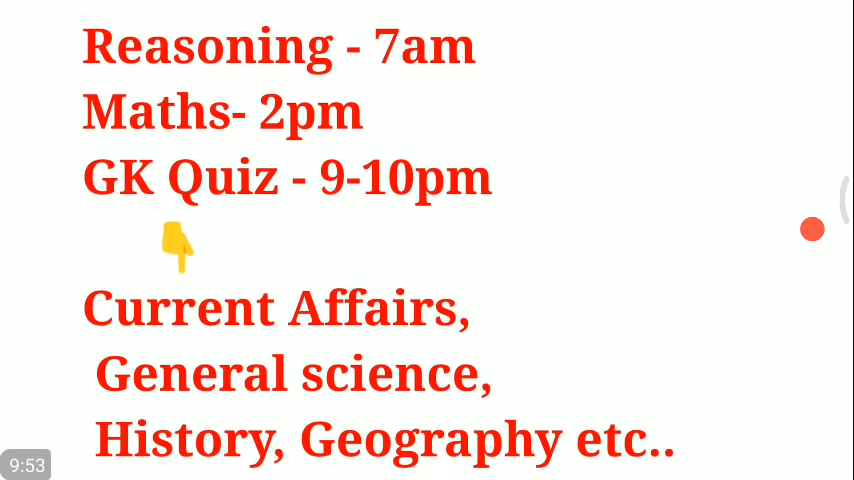 Reasoning - 7am
Maths- 2pm
GK Quiz - 9-10pm
👇
Current Affairs,
General science,
History, Geography etc..
9:53